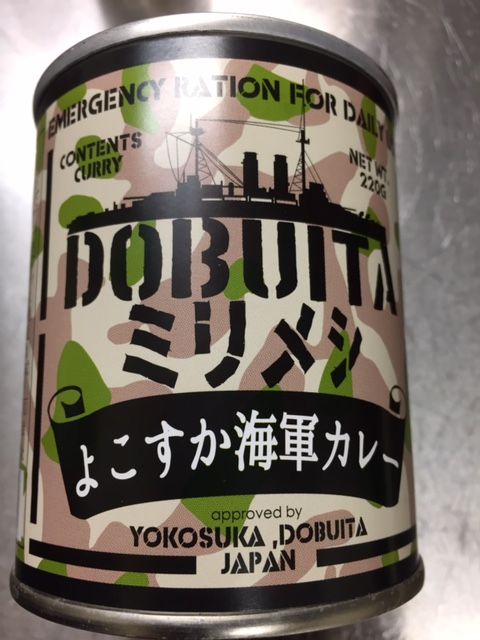 EMERGENCY RATION FOR DAILY
CONTENTS
CURRY
NET WT.
220G
DOBUITA
ミリメシ
よこすか海軍カレー
approved by
YOKOSUKA ,DOBUITA
JAPAN